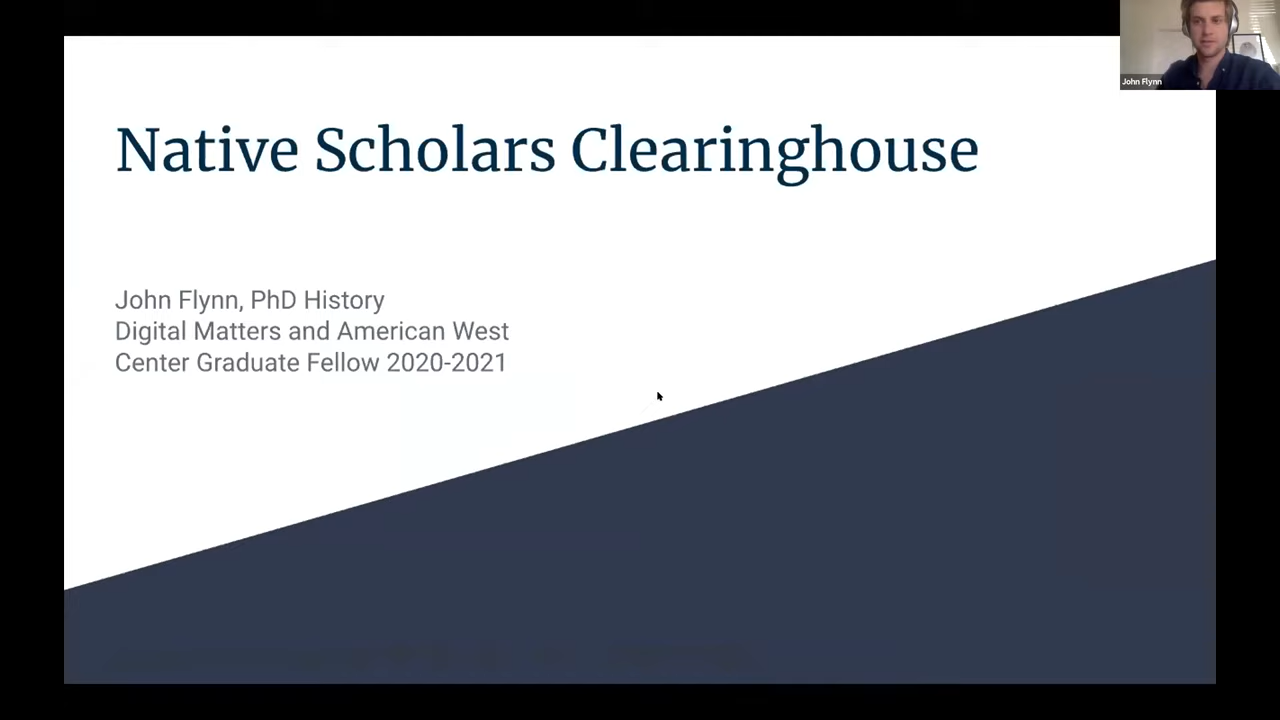 Native Scholars Clearinghouse
John Flynn, PhD History
Digital Matters and American West
Center Graduate Fellow 2020-2021
John Flynn